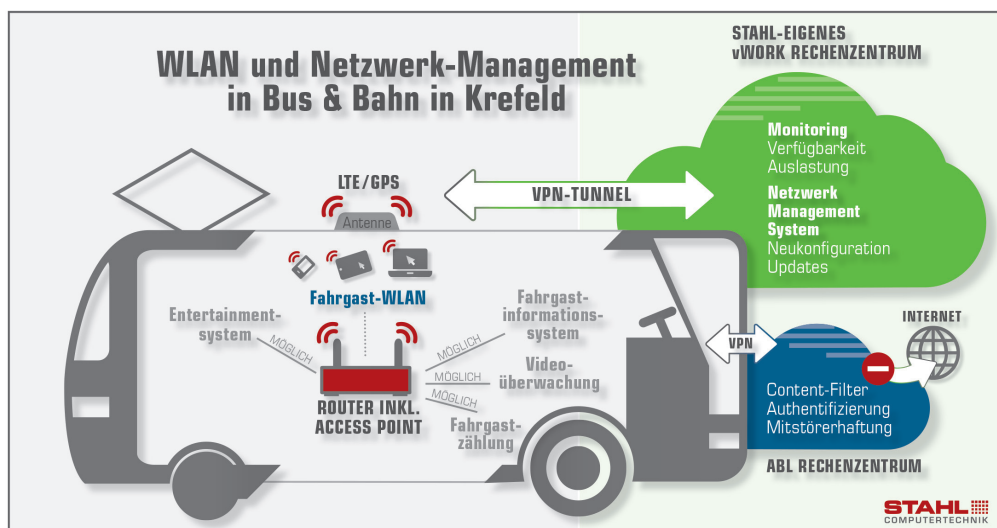 WLAN und Netzwerk-Management
in Bus & Bahn in Krefeld
STAHL-EIGENES
vWORK RECHENZENTRUM
Monitoring
Verfügbarkeit
Auslastung
Netzwerk
Management
System
Neukonfiguration
Updates
VPN-TUNNEL
LTE/GPS
Antenne
Fahrgast-WLAN
Entertainment-
system
MÖGLICH
ROUTER INKL.
ACCESS POINT
MÖGLICH
Fahrgast-
informations-
system
MÖGLICH
Video-
überwachung
MÖGLICH
Fahrgast-
zählung
VPN
INTERNET
Content-Filter
Authentifizierung
Mitstörerhaftung
ABL RECHENZENTRUM
STAHL
COMPUTERTECHNIK